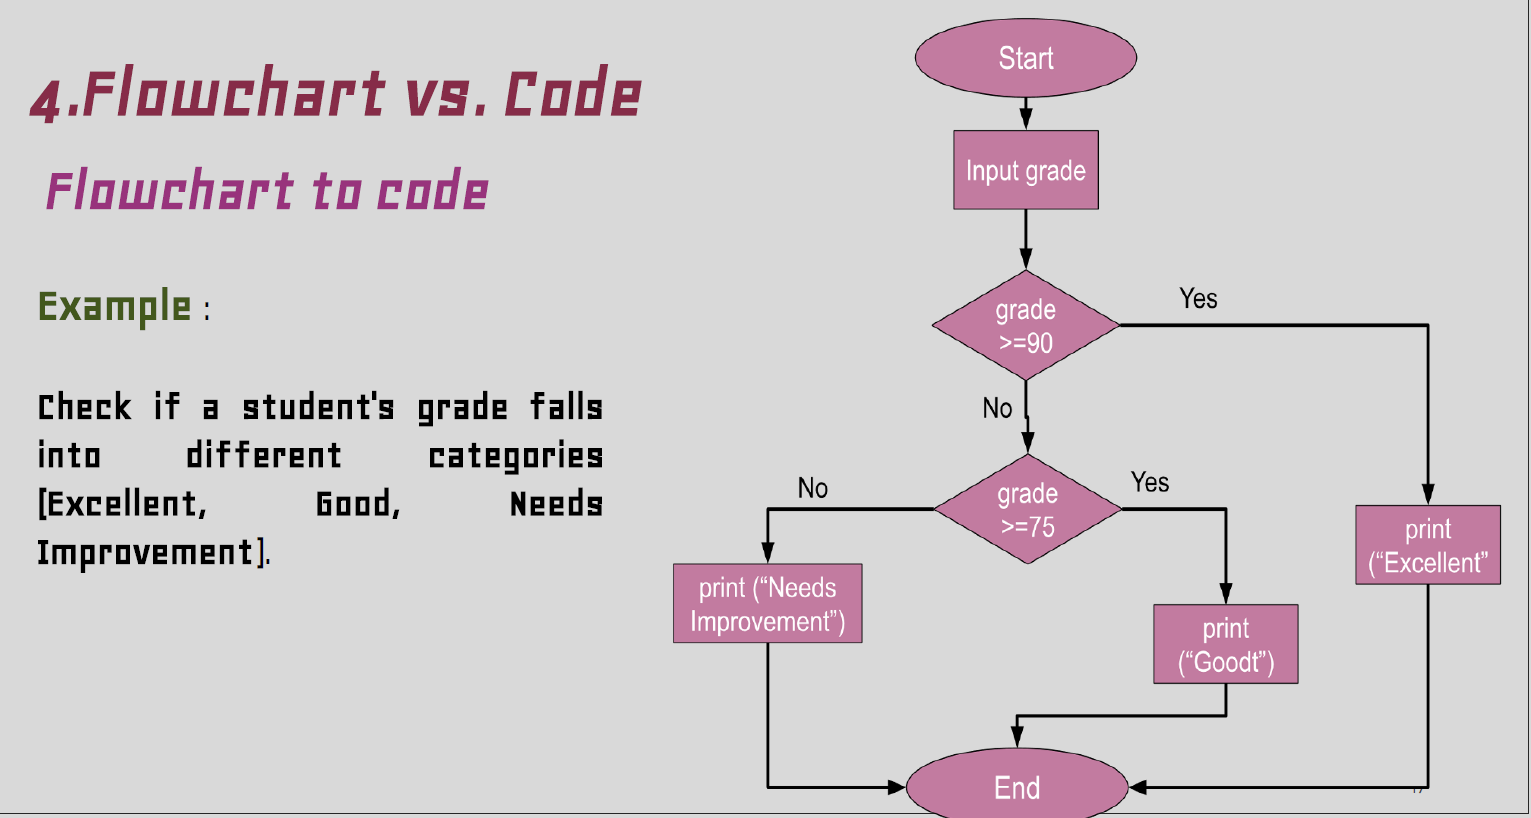 4.Flowchart vs. Code
Flowchart to code
Example :
Check if a student's grade falls
into different categories
[Excellent, Good, Needs
Improvement].
Start
Input grade
grade
>=90
Yes
No
grade
>=75
No
Yes
print (“Needs
Improvement”)
print
(“Goodt”)
print
(“Excellent”
End
17